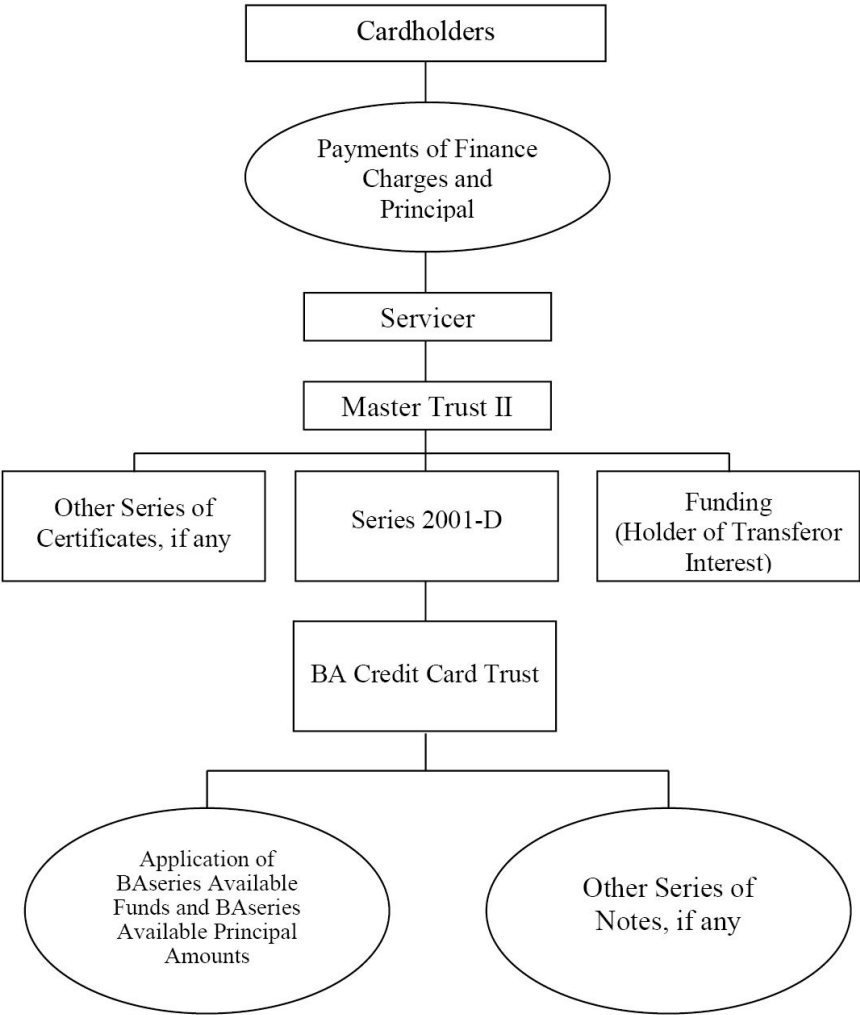 Cardholders
Payments of Finance
Charges and
Principal
Servicer
Master Trust II
Other Series of
Certificates, if any
Series 2001-D
Funding
(Holder of Transferor
Interest)
BA Credit Card Trust
Application of
BAseries Available
Funds and BAseries
Available Principal
Amounts
Other Series of
Notes, if any